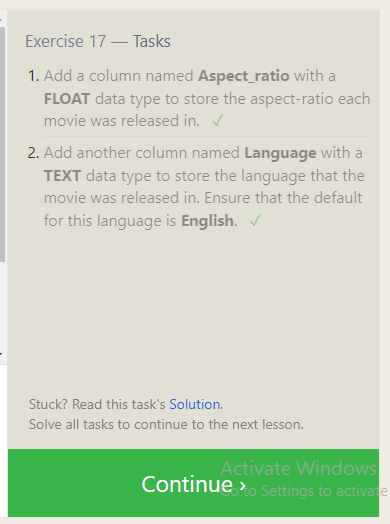 Exercise 17 — Tasks
1. Add a column named Aspect_ratio with a
FLOAT data type to store the aspect-ratio each
movie was released in. ✓
2. Add another column named Language with a
TEXT data type to store the language that the
movie was released in. Ensure that the default
for this language is English. ✓
Stuck? Read this task's Solution.
Solve all tasks to continue to the next lesson.
Continue ›
Activate Windows
Go to Settings to activate